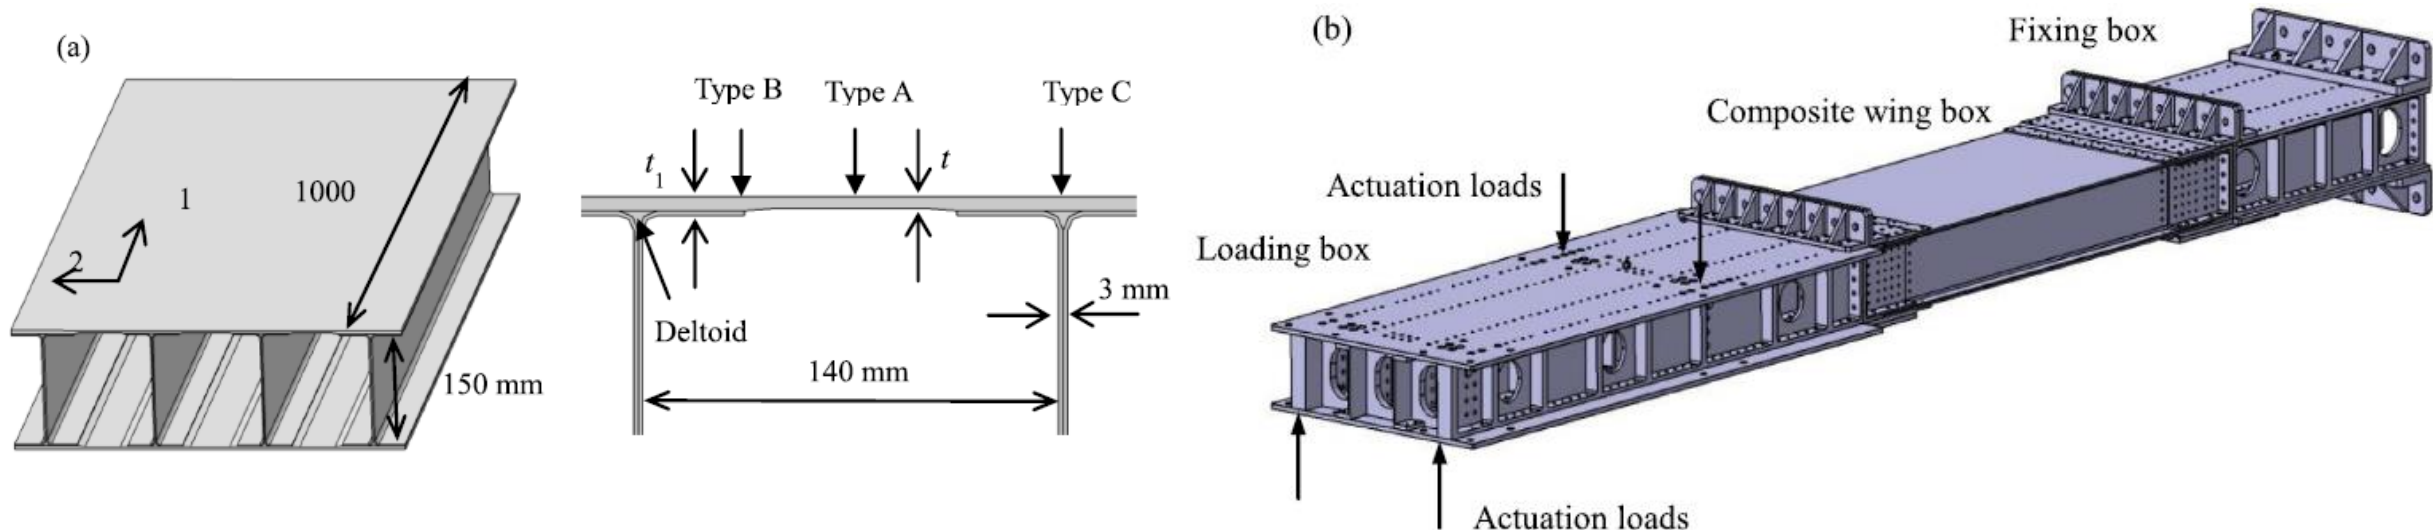 (a)
1
2
1000
150 mm
Type B
Type A
Type C
t1
t
3 mm
Deltoid
140 mm
(b)
Fixing box
Composite wing box
Actuation loads
Loading box
Actuation loads